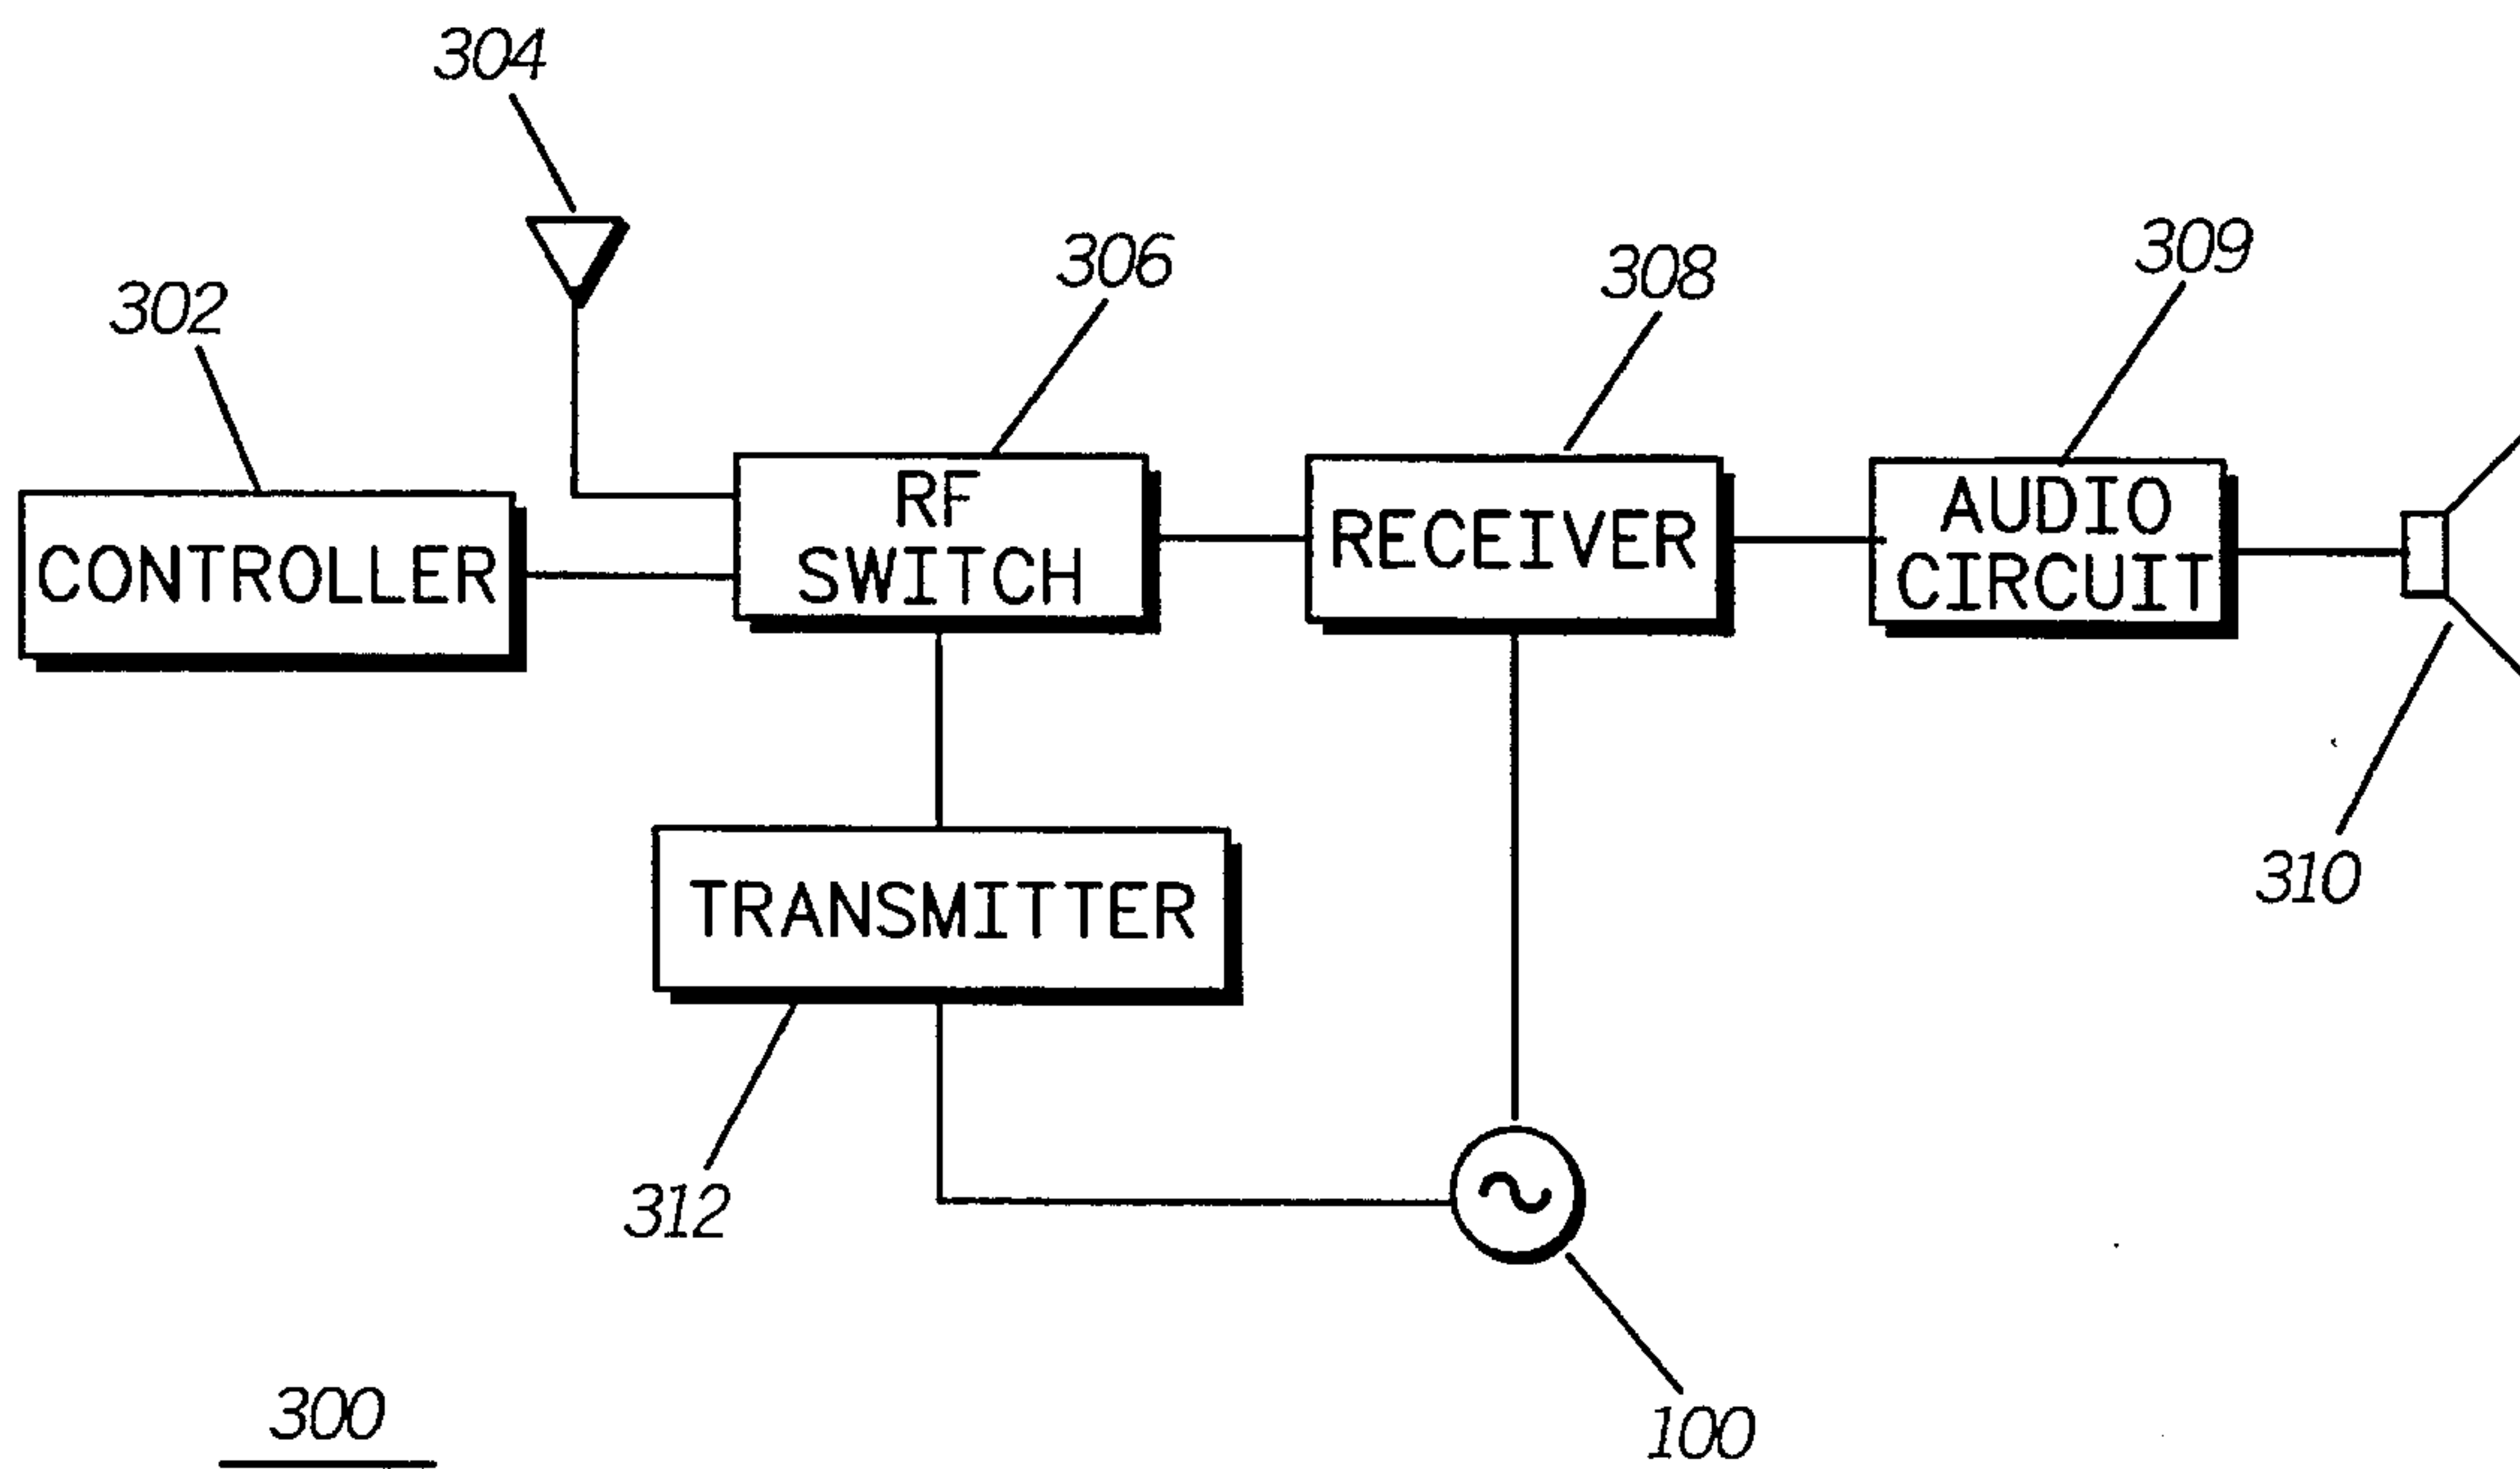 304
306
308
309
302
RF
SWITCH
RECEIVER
AUDIO
CIRCUIT
CONTROLLER
310
TRANSMITTER
312
300
100